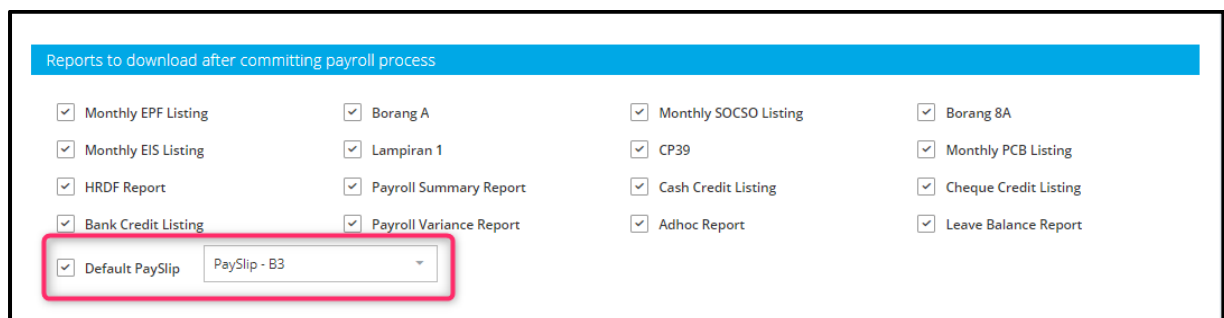 Reports to download after committing payroll process
Monthly EPF Listing Borang A Monthly SOCSO Listing Borang 8A
Monthly EIS Listing Lampiran 1 CP39 Monthly PCB Listing
HRDF Report Payroll Summary Report Cash Credit Listing Cheque Credit Listing
Bank Credit Listing Payroll Variance Report Adhoc Report Leave Balance Report
Default PaySlip PaySlip - B3